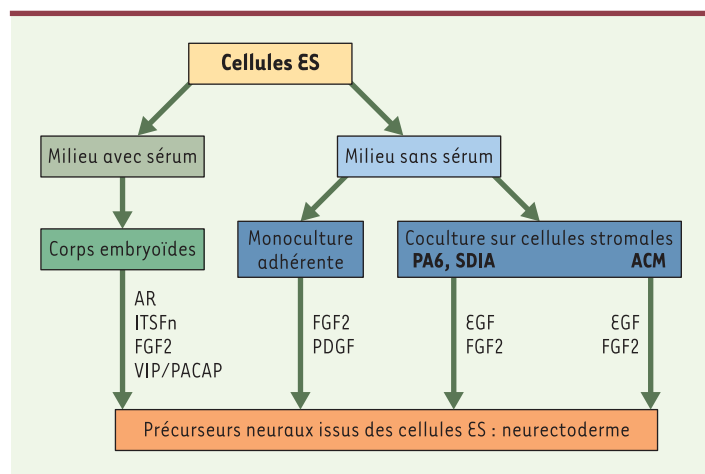 Cellules ES
Milieu avec sérum
Milieu sans sérum
Corps embryoïdes
Monoculture
adhérente
Coculture sur cellules stromales
PA6, SDIA ACM
AR
ITSFn
FGF2
VIP/PACAP
FGF2
PDGF
EGF
FGF2
EGF
FGF2
Précurseurs neuraux issus des cellules ES : neurectoderme